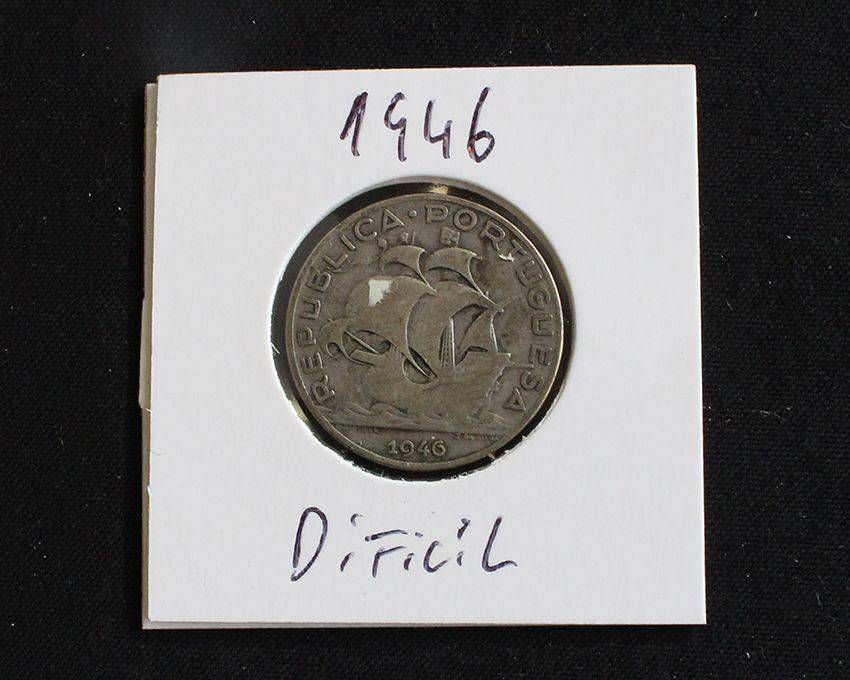 1946
REPUBLICA · PORTUGUESA
1946
DiFiciL